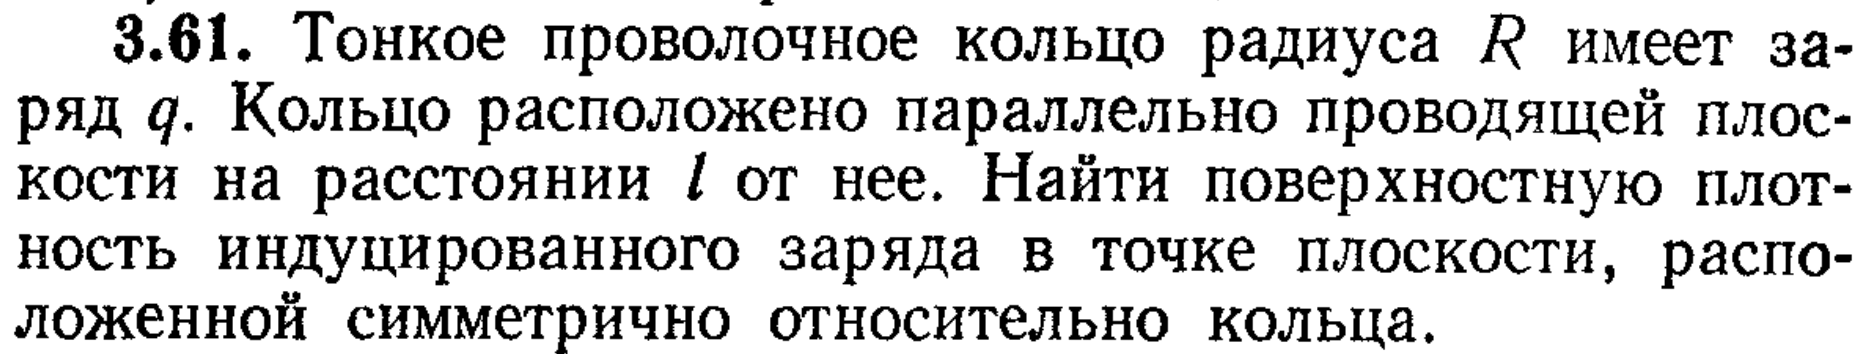 3.61. Тонкое проволочное кольцо радиуса R имеет за-
ряд q. Кольцо расположено параллельно проводящей плос-
кости на расстоянии l от нее. Найти поверхностную плот-
ность индуцированного заряда в точке плоскости, распо-
ложенной симметрично относительно кольца.